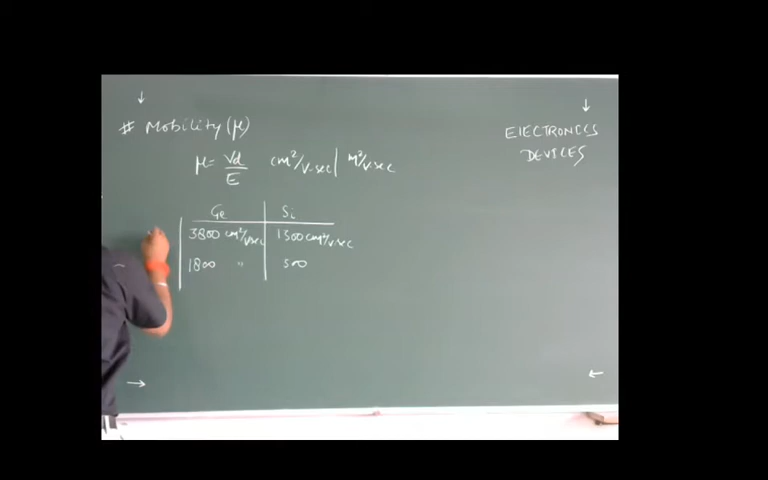 # Mobility (μ)
μ = Vd/E cm²/V-sec | m²/V-sec
ELECTRONICS
DEVICES
Ge Si
3800 cm²/V-sec 1300 cm²/V-sec
1800 " 500